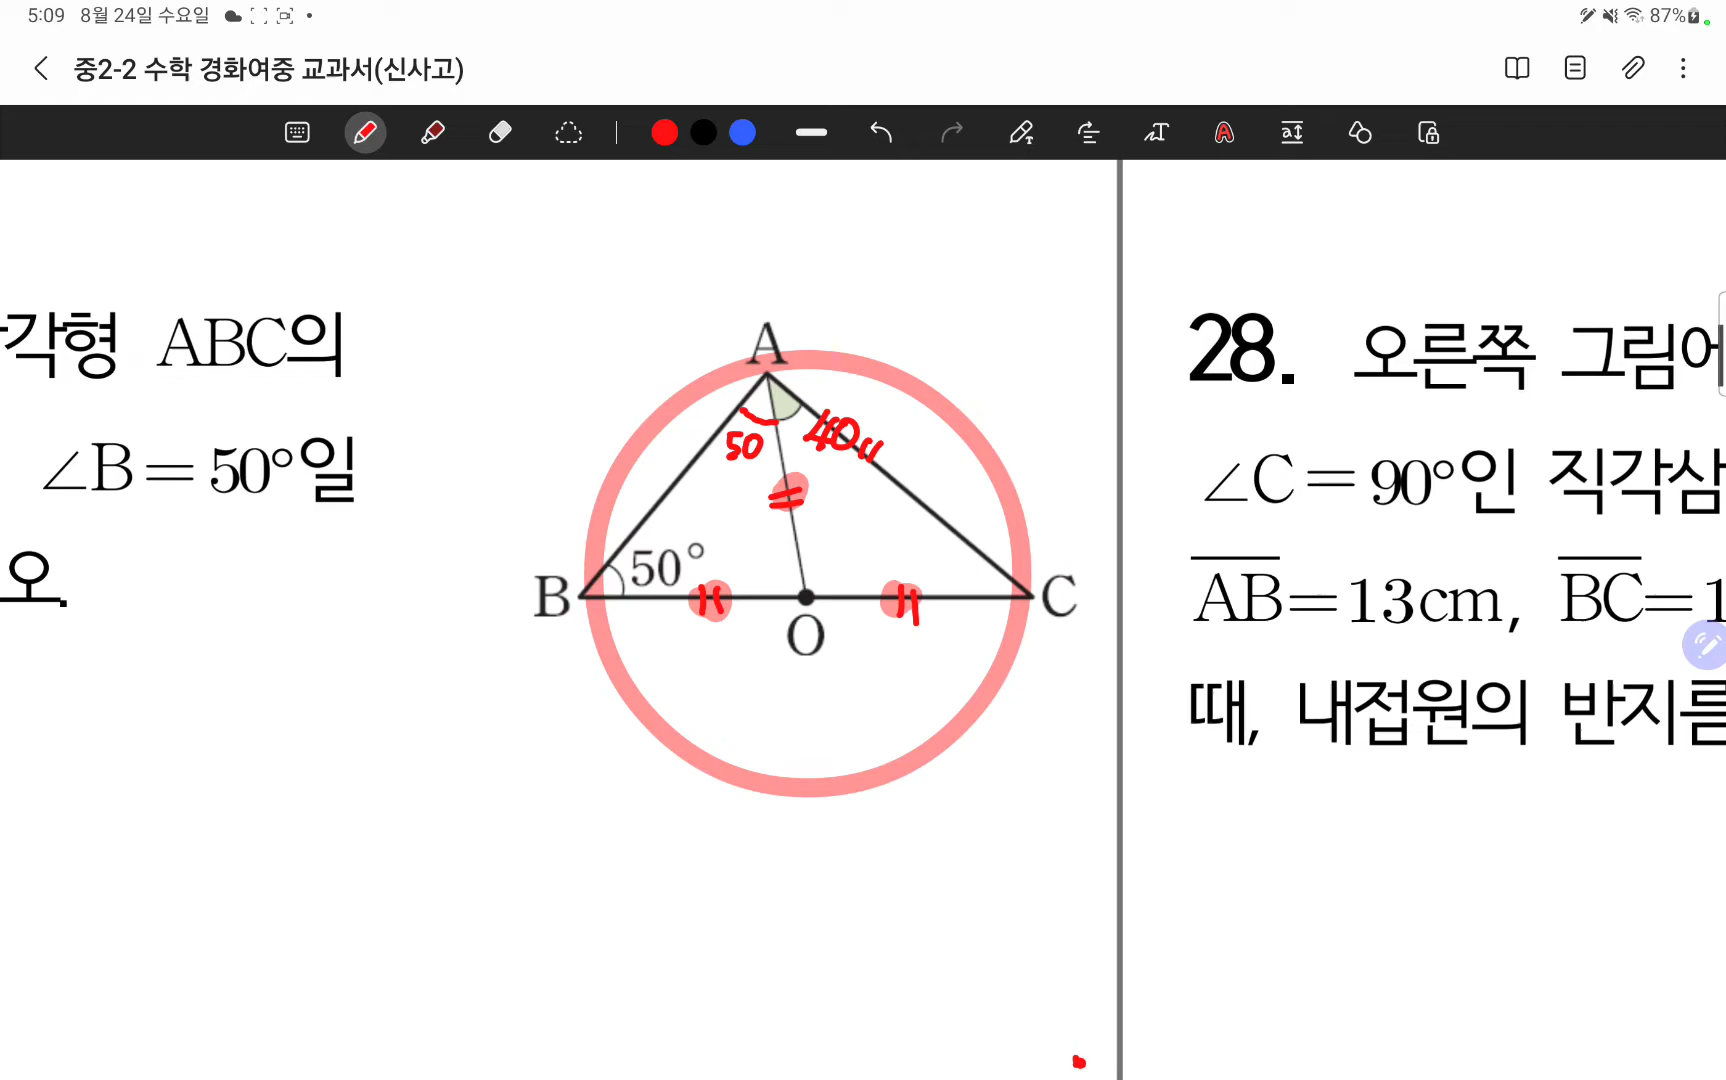 5:09 8월 24일 수요일
87%
중2-2 수학 경화여중 교과서(신사고)
각형 ABC의
∠B=50°일
오.
A
50
40
50°
B
C
O
28. 오른쪽 그림에
∠C=90°인 직각삼
AB=13cm, BC=1
때, 내접원의 반지름